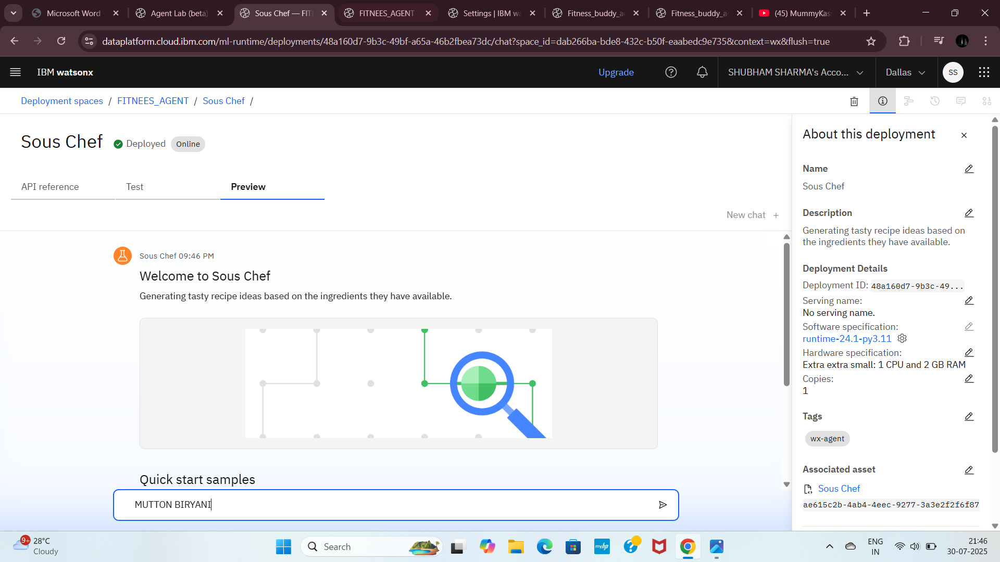 Microsoft Word
Agent Lab (beta)
Sous Chef — FIT
FITNEES_AGENT
Settings | IBM wa
Fitness_buddy_a
Fitness_buddy_a
(45) MummyKas
dataplatform.cloud.ibm.com/ml-runtime/deployments/48a160d7-9b3c-49bf-a65a-46b2fbea73dc/chat?space_id=dab266ba-bde8-432c-b50f-eaabedc9e735&context=wx&flush=true
IBM watsonx
Upgrade
SHUBHAM SHARMA's Acco...
Dallas
SS
Deployment spaces / FITNEES_AGENT / Sous Chef /
Sous Chef
Deployed
Online
API reference
Test
Preview
New chat +
Sous Chef 09:46 PM
Welcome to Sous Chef
Generating tasty recipe ideas based on the ingredients they have available.
Quick start samples
MUTTON BIRYANI
About this deployment
Name
Sous Chef
Description
Generating tasty recipe ideas based on
the ingredients they have available.
Deployment Details
Deployment ID: 48a160d7-9b3c-49...
Serving name:
No serving name.
Software specification:
runtime-24.1-py3.11
Hardware specification:
Extra extra small: 1 CPU and 2 GB RAM
Copies:
1
Tags
wx-agent
Associated asset
Sous Chef
ae615c2b-4ab4-4eec-9277-3a3e2f2f6f87
9+
28°C
Cloudy
Search
myhp
ENG
IN
21:46
30-07-2025